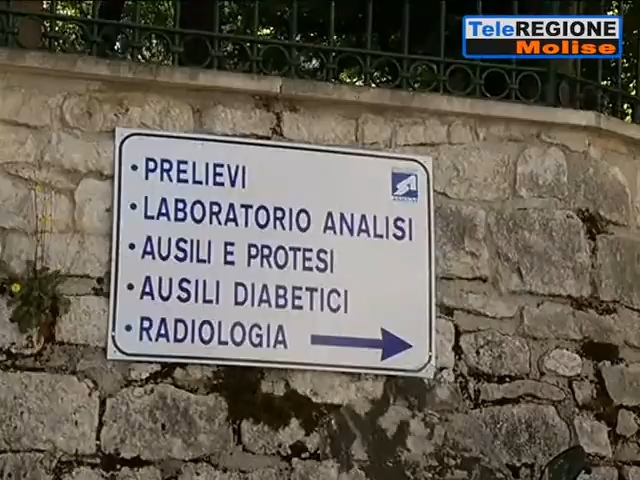 TeleREGIONE
Molise
• PRELIEVI
• LABORATORIO ANALISI
• AUSILI E PROTESI
• AUSILI DIABETICI
• RADIOLOGIA